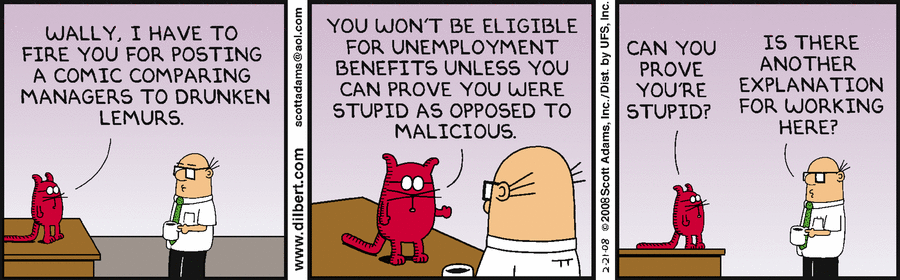 WALLY, I HAVE TO
FIRE YOU FOR POSTING
A COMIC COMPARING
MANAGERS TO DRUNKEN
LEMURS.
www.dilbert.com scottadams@aol.com
YOU WON'T BE ELIGIBLE
FOR UNEMPLOYMENT
BENEFITS UNLESS YOU
CAN PROVE YOU WERE
STUPID AS OPPOSED TO
MALICIOUS.
2-21-08 ©2008 Scott Adams, Inc./Dist. by UFS, Inc.
CAN YOU
PROVE
YOU'RE
STUPID?
IS THERE
ANOTHER
EXPLANATION
FOR WORKING
HERE?